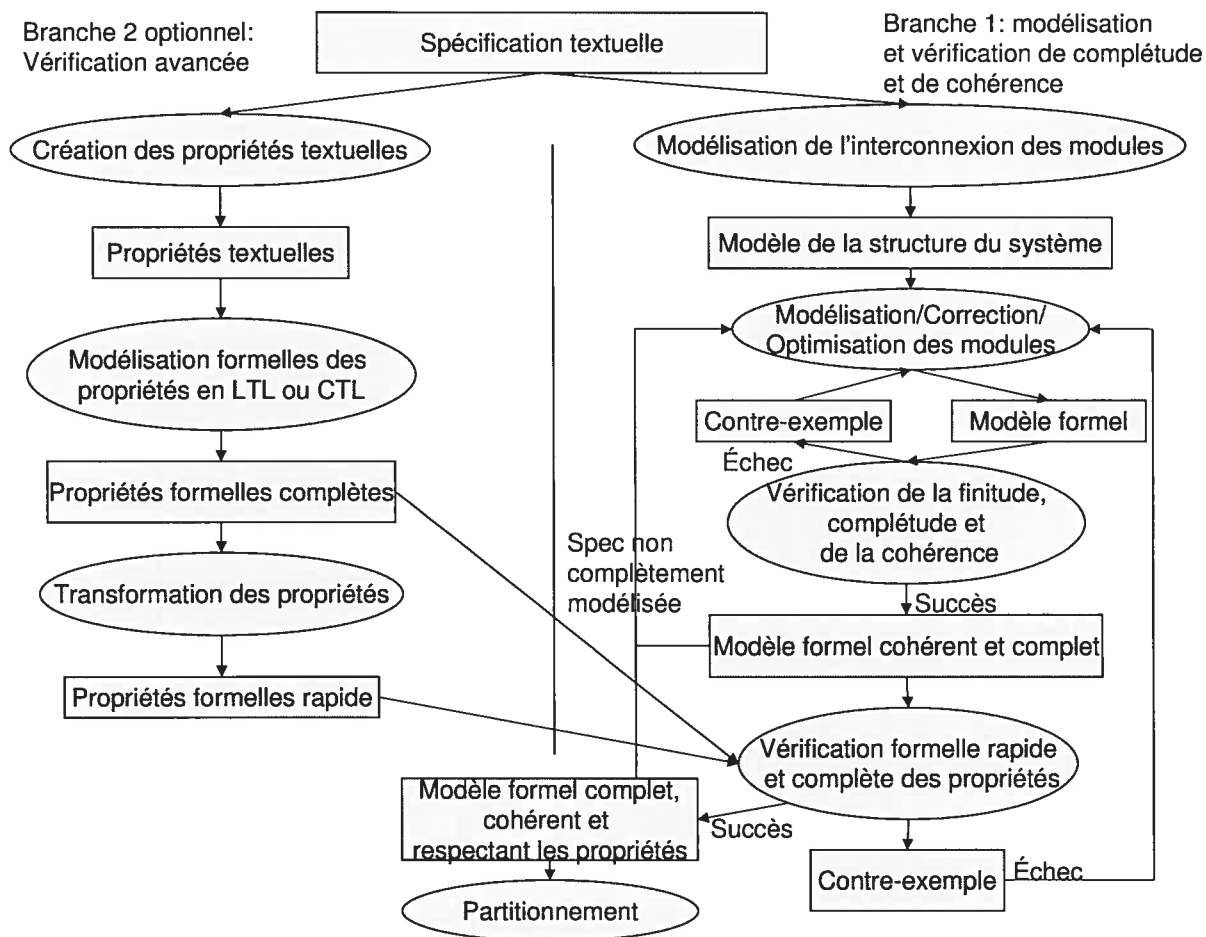 Branche 2 optionnel:
Vérification avancée
Spécification textuelle
Branche 1: modélisation
et vérification de complétude
et de cohérence
Création des propriétés textuelles
Modélisation de l'interconnexion des modules
Propriétés textuelles
Modèle de la structure du système
Modélisation formelles des
propriétés en LTL ou CTL
Modélisation/Correction/
Optimisation des modules
Contre-exemple
Modèle formel
Échec
Propriétés formelles complètes
Vérification de la finitude,
complétude et
de la cohérence
Spec non
complètement
modélisée
Transformation des propriétés
Succès
Modèle formel cohérent et complet
Propriétés formelles rapide
Vérification formelle rapide
et complète des propriétés
Modèle formel complet,
cohérent et
respectant les propriétés
Succès
Contre-exemple
Échec
Partitionnement